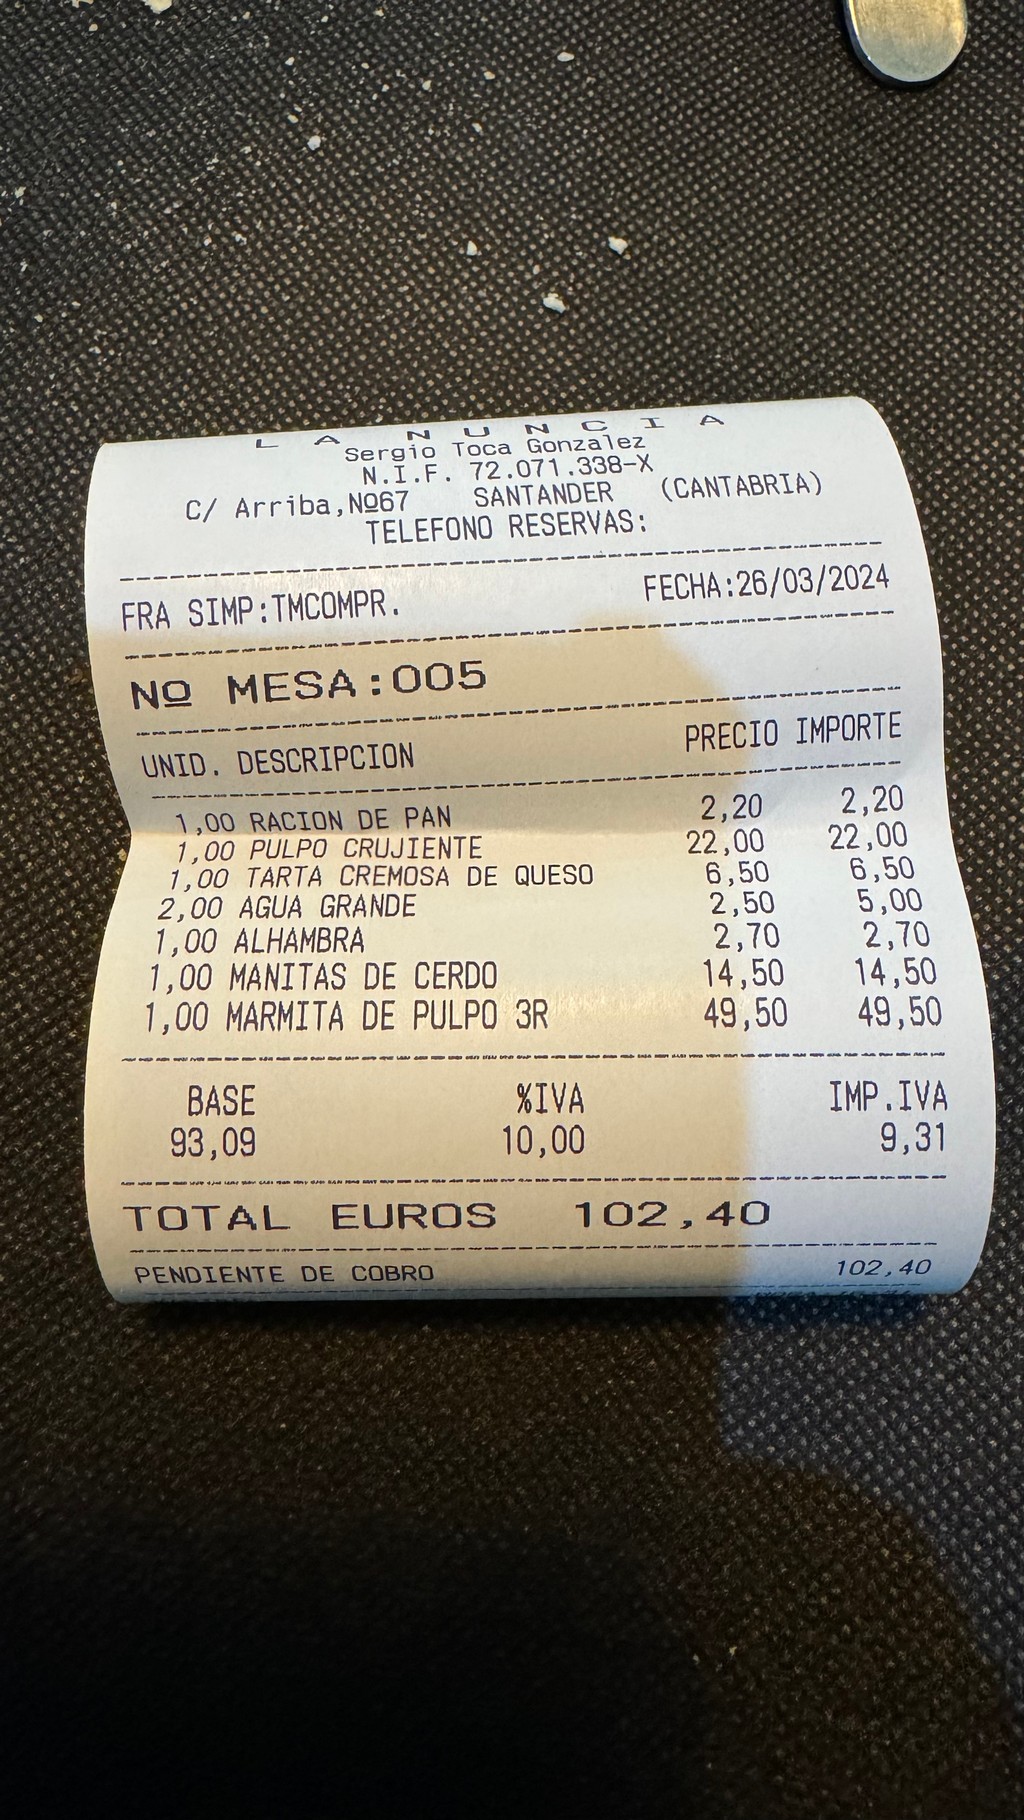 LA NUNCIA
Sergio Toca Gonzalez
N.I.F. 72.071.338-X
C/ Arriba,Nº67 SANTANDER (CANTABRIA)
TELEFONO RESERVAS:
FRA SIMP:TMCOMPR. FECHA:26/03/2024
Nº MESA:005
UNID. DESCRIPCION PRECIO IMPORTE
1,00 RACION DE PAN 2,20 2,20
1,00 PULPO CRUJIENTE 22,00 22,00
1,00 TARTA CREMOSA DE QUESO 6,50 6,50
2,00 AGUA GRANDE 2,50 5,00
1,00 ALHAMBRA 2,70 2,70
1,00 MANITAS DE CERDO 14,50 14,50
1,00 MARMITA DE PULPO 3R 49,50 49,50
BASE %IVA IMP.IVA
93,09 10,00 9,31
TOTAL EUROS 102,40
PENDIENTE DE COBRO 102,40